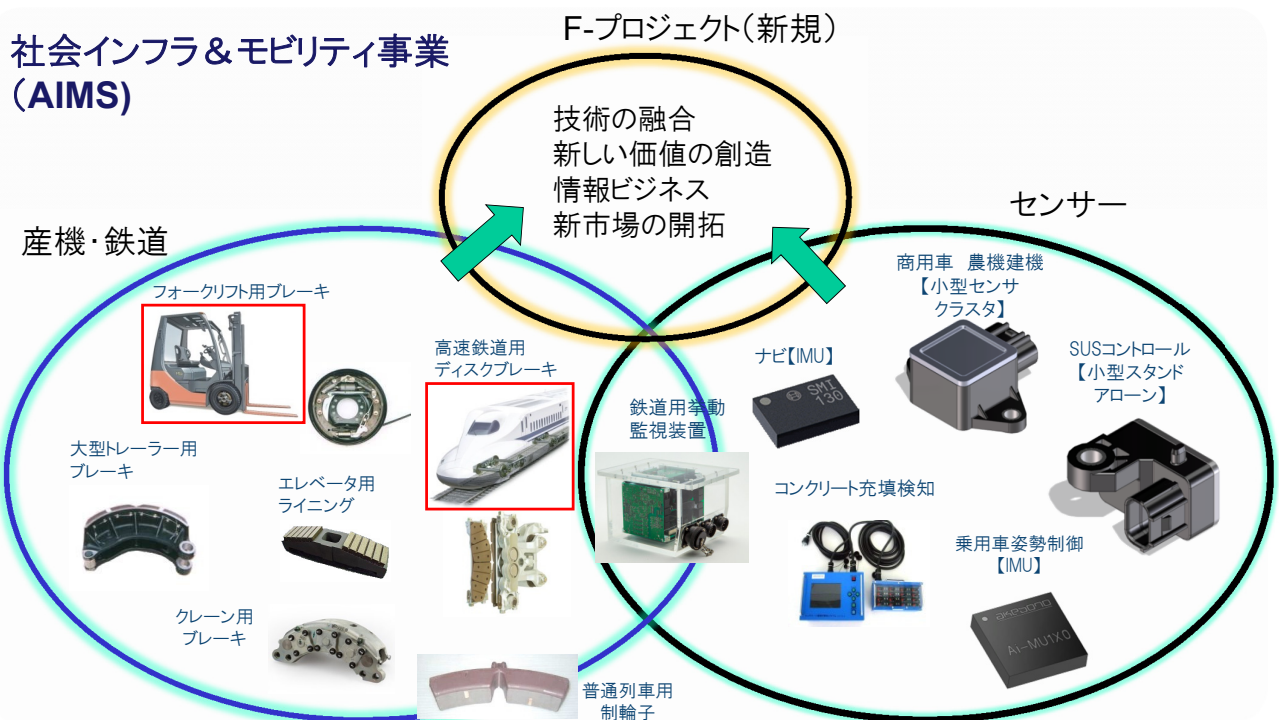 社会インフラ＆モビリティ事業
（AIMS)
F-プロジェクト（新規）
技術の融合
新しい価値の創造
情報ビジネス
新市場の開拓
産機・鉄道
フォークリフト用ブレーキ
高速鉄道用
ディスクブレーキ
大型トレーラー用
ブレーキ
エレベータ用
ライニング
クレーン用
ブレーキ
普通列車用
制輪子
鉄道用挙動
監視装置
センサー
商用車　農機建機
【小型センサ
クラスタ】
ナビ【IMU】
SMI
130
SUSコントロール
【小型スタンド
アローン】
コンクリート充填検知
乗用車姿勢制御
【IMU】
akebono
Ai-MU1X0